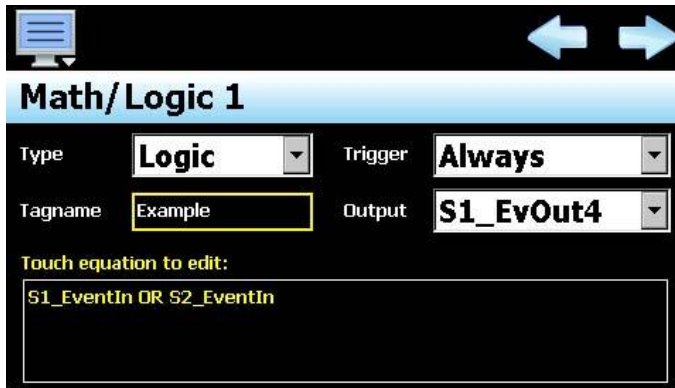 Math/Logic 1
Type Logic Trigger Always
Tagname Example Output S1_EvOut4
Touch equation to edit:
S1_EventIn OR S2_EventIn